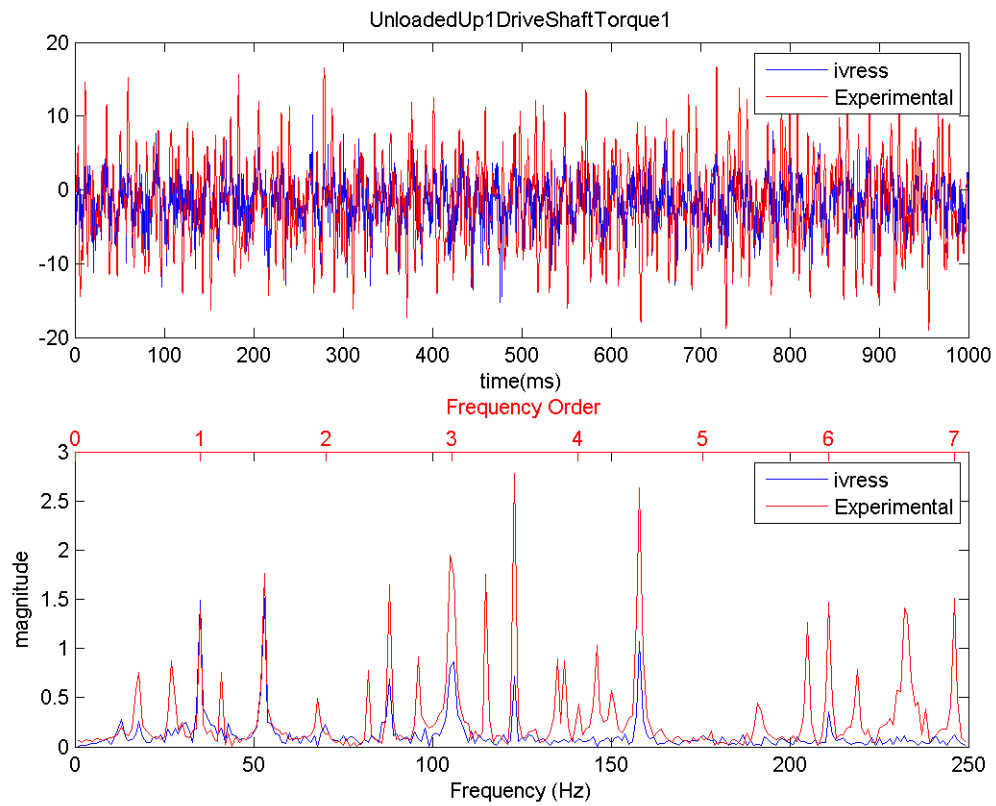 UnloadedUp1DriveShaftTorque1
20
10
0
-10
-20
ivress
Experimental
0 100 200 300 400 500 600 700 800 900 1000
time(ms)
Frequency Order
0 1 2 3 4 5 6 7
3
2.5
2
1.5
1
0.5
0
magnitude
ivress
Experimental
0 50 100 150 200 250
Frequency (Hz)